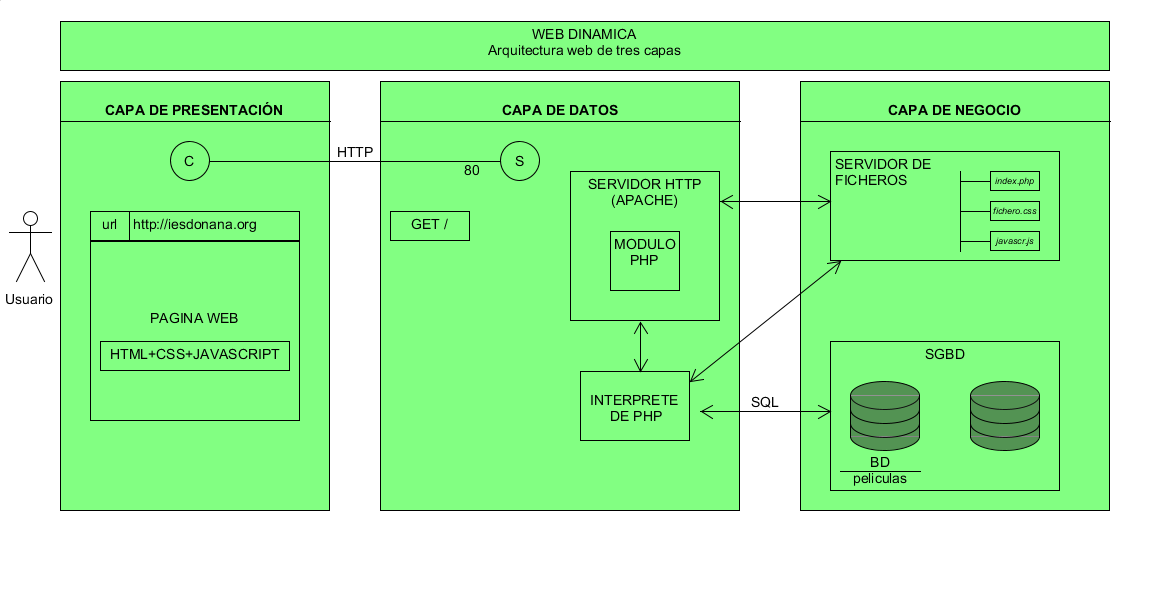 WEB DINAMICA
Arquitectura web de tres capas
CAPA DE PRESENTACIÓN
C
HTTP
url
http://iesdonana.org
PAGINA WEB
HTML+CSS+JAVASCRIPT
Usuario
CAPA DE DATOS
80
S
GET /
SERVIDOR HTTP
(APACHE)
MODULO
PHP
INTERPRETE
DE PHP
SQL
CAPA DE NEGOCIO
SERVIDOR DE
FICHEROS
index.php
fichero.css
javascr.js
SGBD
BD
peliculas